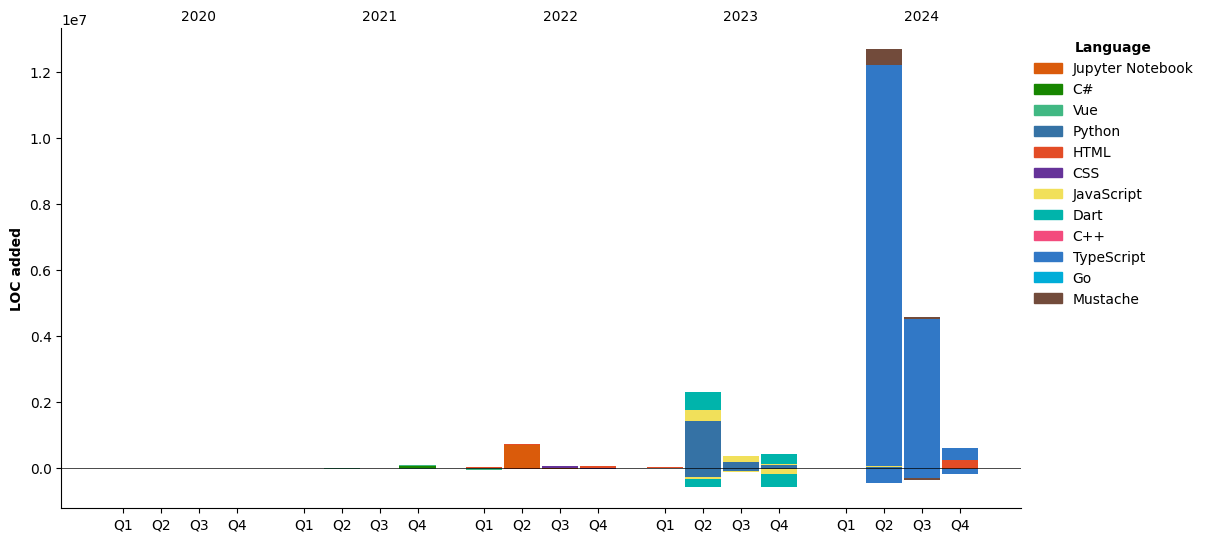 2020 2021 2022 2023 2024
1e7
Language
Jupyter Notebook
C#
Vue
Python
HTML
CSS
JavaScript
Dart
C++
TypeScript
Go
Mustache
LOC added
1.2
1.0
0.8
0.6
0.4
0.2
0.0
Q1 Q2 Q3 Q4 Q1 Q2 Q3 Q4 Q1 Q2 Q3 Q4 Q1 Q2 Q3 Q4 Q1 Q2 Q3 Q4